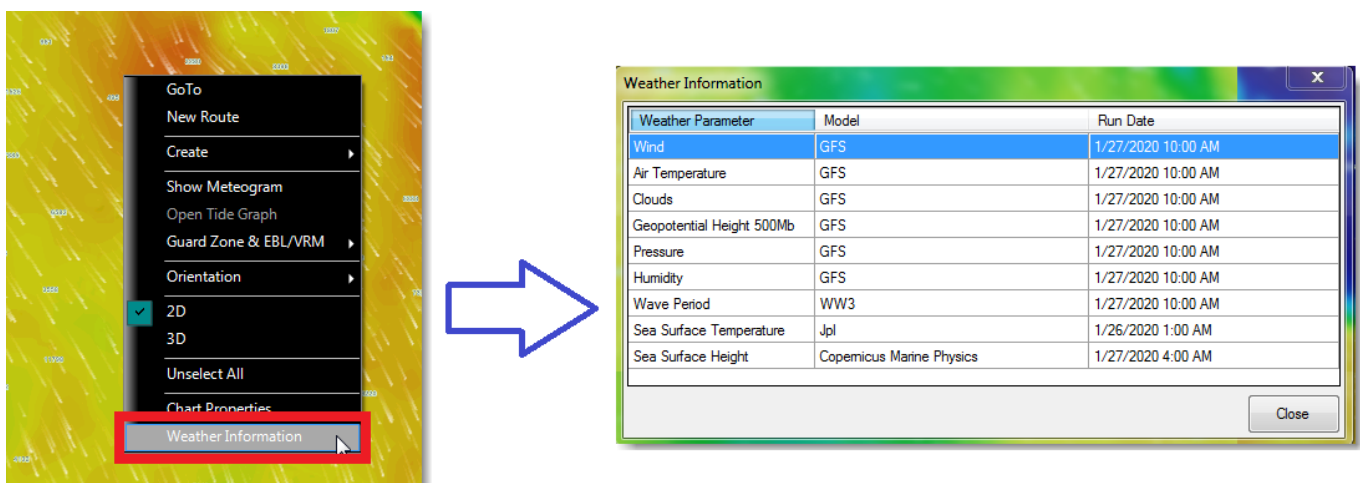 GoTo
New Route
Create
Show Meteogram
Open Tide Graph
Guard Zone & EBL/VRM
Orientation
2D
3D
Unselect All
Chart Properties
Weather Information
Weather Information
X
Weather Parameter Model Run Date
Wind GFS 1/27/2020 10:00 AM
Air Temperature GFS 1/27/2020 10:00 AM
Clouds GFS 1/27/2020 10:00 AM
Geopotential Height 500Mb GFS 1/27/2020 10:00 AM
Pressure GFS 1/27/2020 10:00 AM
Humidity GFS 1/27/2020 10:00 AM
Wave Period WW3 1/27/2020 10:00 AM
Sea Surface Temperature Jpl 1/26/2020 1:00 AM
Sea Surface Height Copernicus Marine Physics 1/27/2020 4:00 AM
Close